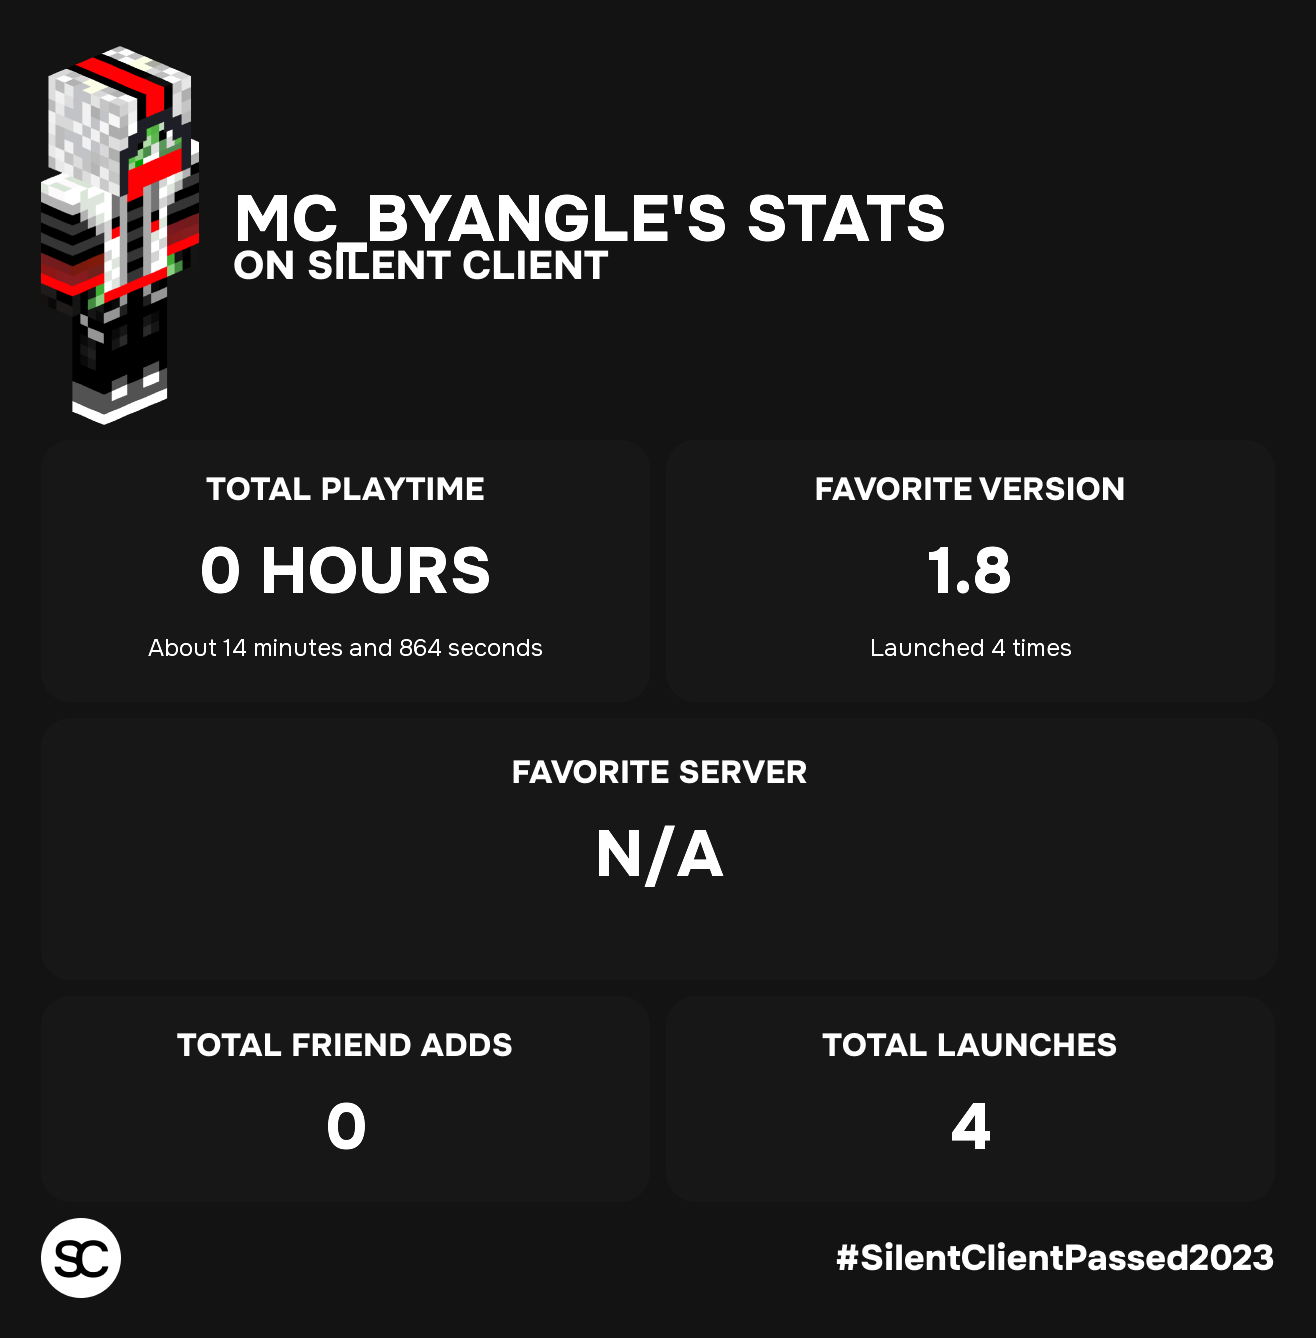 MC_BYANGLE'S STATS
ON SILENT CLIENT
TOTAL PLAYTIME
0 HOURS
About 14 minutes and 864 seconds
FAVORITE VERSION
1.8
Launched 4 times
FAVORITE SERVER
N/A
TOTAL FRIEND ADDS
0
TOTAL LAUNCHES
4
SC
#SilentClientPassed2023